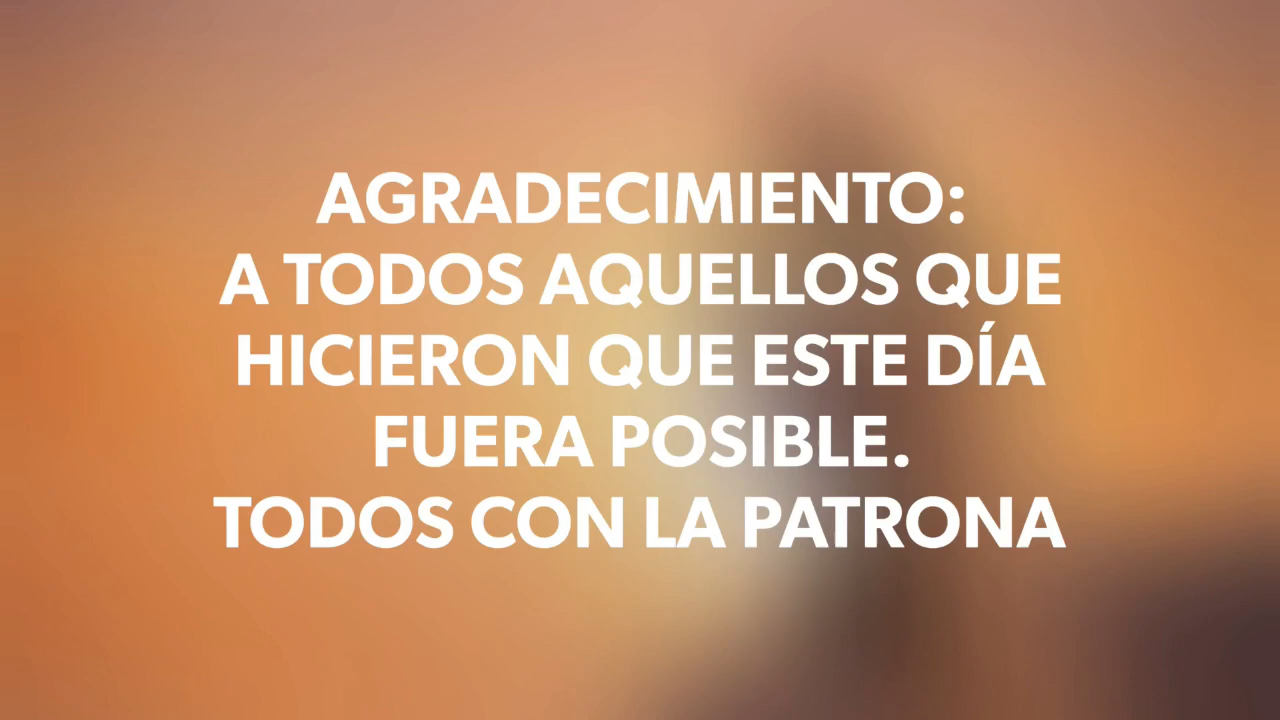 AGRADECIMIENTO:
A TODOS AQUELLOS QUE
HICIERON QUE ESTE DÍA
FUERA POSIBLE.
TODOS CON LA PATRONA